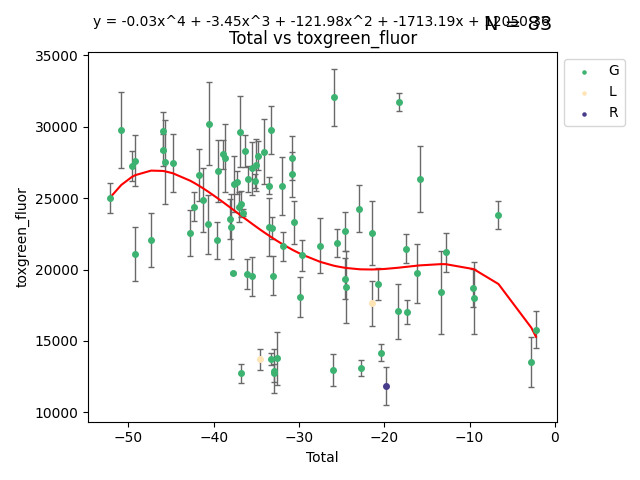 y = -0.03x^4 + -3.45x^3 + -121.98x^2 + -1713.19x +
N = 83
Total vs toxgreen_fluor
35000
30000
25000
20000
15000
10000
toxgreen_fluor
−50 −40 −30 −20 −10 0
Total
G
L
R